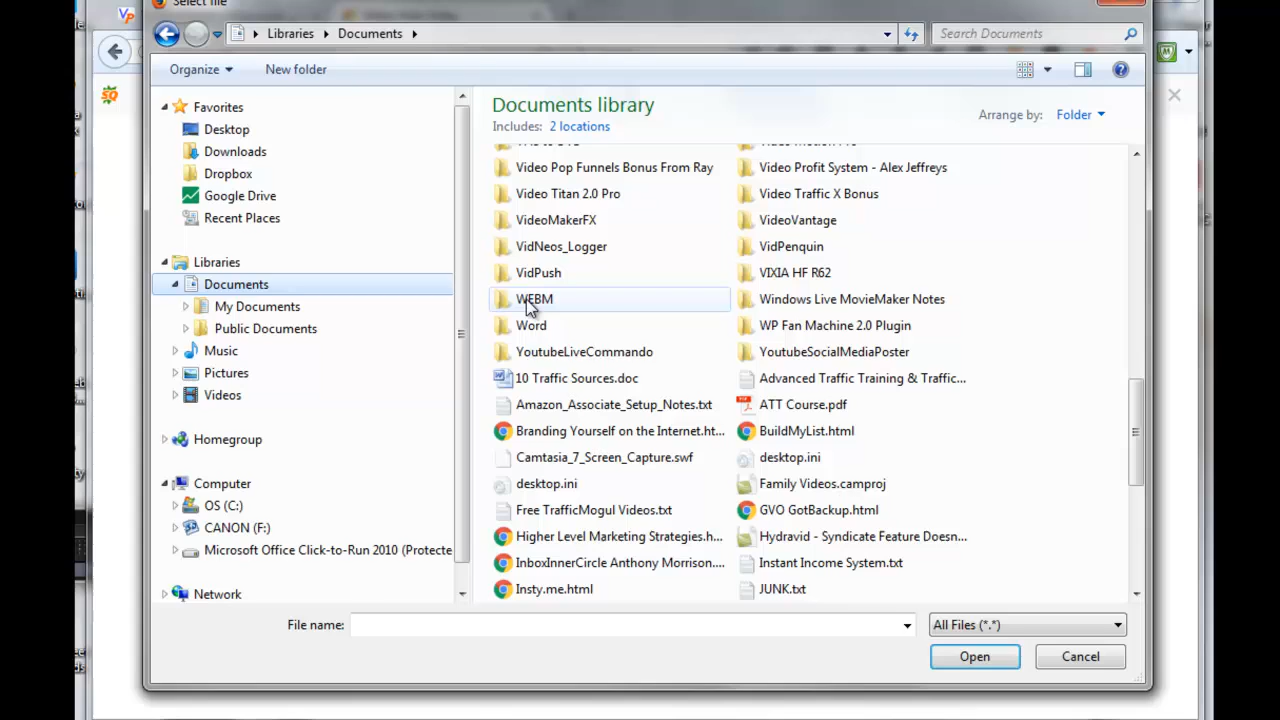 Select file
Libraries Documents
Search Documents
Organize New folder
Documents library
Includes: 2 locations
Arrange by: Folder
Favorites
Desktop
Downloads
Dropbox
Google Drive
Recent Places
Libraries
Documents
My Documents
Public Documents
Music
Pictures
Videos
Homegroup
Computer
OS (C:)
CANON (F:)
Microsoft Office Click-to-Run 2010 (Protecte
Network
Video Pop Funnels Bonus From Ray Video Profit System - Alex Jeffreys
Video Titan 2.0 Pro Video Traffic X Bonus
VideoMakerFX VideoVantage
VidNeos_Logger VidPenquin
VidPush VIXIA HF R62
WEBM Windows Live MovieMaker Notes
Word WP Fan Machine 2.0 Plugin
YoutubeLiveCommando YoutubeSocialMediaPoster
10 Traffic Sources.doc Advanced Traffic Training & Traffic...
Amazon_Associate_Setup_Notes.txt ATT Course.pdf
Branding Yourself on the Internet.ht... BuildMyList.html
Camtasia_7_Screen_Capture.swf desktop.ini
desktop.ini Family Videos.camproj
Free TrafficMogul Videos.txt GVO GotBackup.html
Higher Level Marketing Strategies.h... Hydravid - Syndicate Feature Doesn...
InboxInnerCircle Anthony Morrison.... Instant Income System.txt
Insty.me.html JUNK.txt
File name:
All Files (*.*)
Open Cancel